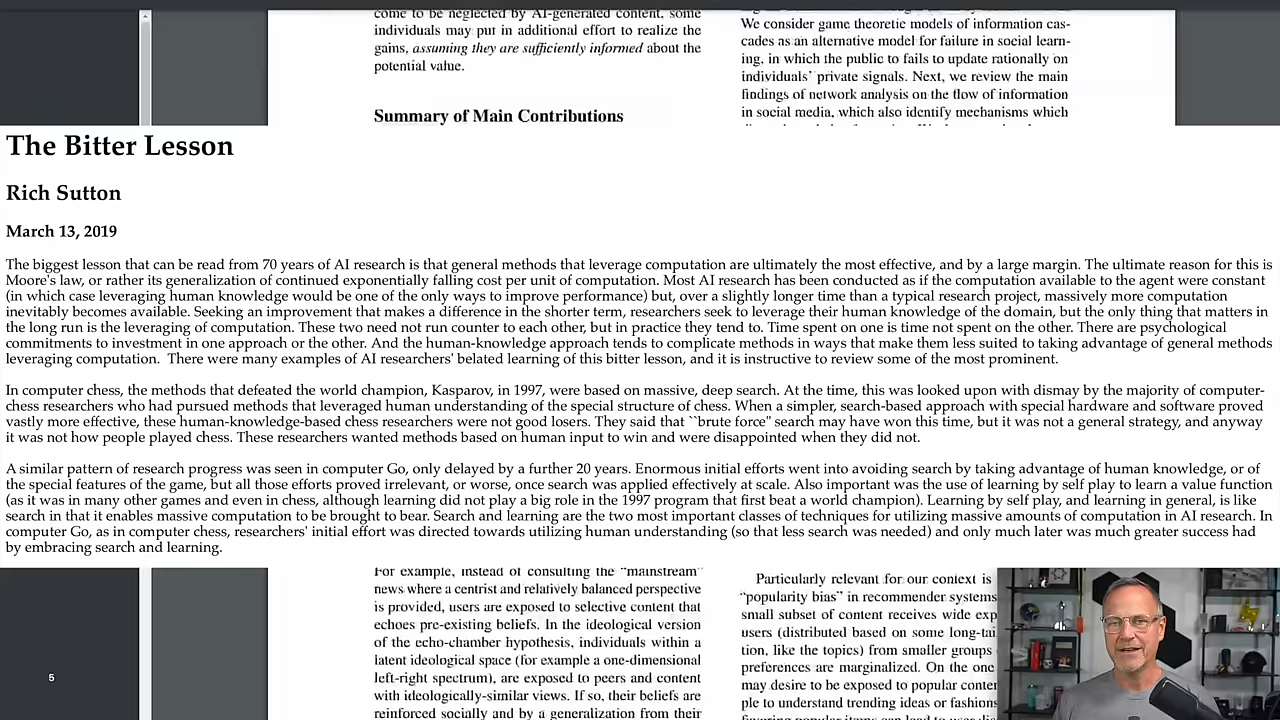 come to be neglected by AI-generated content, some
individuals may put in additional effort to realize the
gains, assuming they are sufficiently informed about the
potential value.
Summary of Main Contributions
We consider game theoretic models of information cas-
cades as an alternative model for failure in social learn-
ing, in which the public to fails to update rationally on
individuals' private signals. Next, we review the main
findings of network analysis on the flow of information
in social media, which also identify mechanisms which
The Bitter Lesson
Rich Sutton
March 13, 2019
The biggest lesson that can be read from 70 years of AI research is that general methods that leverage computation are ultimately the most effective, and by a large margin. The ultimate reason for this is
Moore's law, or rather its generalization of continued exponentially falling cost per unit of computation. Most AI research has been conducted as if the computation available to the agent were constant
(in which case leveraging human knowledge would be one of the only ways to improve performance) but, over a slightly longer time than a typical research project, massively more computation
inevitably becomes available. Seeking an improvement that makes a difference in the shorter term, researchers seek to leverage their human knowledge of the domain, but the only thing that matters in
the long run is the leveraging of computation. These two need not run counter to each other, but in practice they tend to. Time spent on one is time not spent on the other. There are psychological
commitments to investment in one approach or the other. And the human-knowledge approach tends to complicate methods in ways that make them less suited to taking advantage of general methods
leveraging computation.  There were many examples of AI researchers' belated learning of this bitter lesson, and it is instructive to review some of the most prominent.
In computer chess, the methods that defeated the world champion, Kasparov, in 1997, were based on massive, deep search. At the time, this was looked upon with dismay by the majority of computer-
chess researchers who had pursued methods that leveraged human understanding of the special structure of chess. When a simpler, search-based approach with special hardware and software proved
vastly more effective, these human-knowledge-based chess researchers were not good losers. They said that ``brute force" search may have won this time, but it was not a general strategy, and anyway
it was not how people played chess. These researchers wanted methods based on human input to win and were disappointed when they did not.
A similar pattern of research progress was seen in computer Go, only delayed by a further 20 years. Enormous initial efforts went into avoiding search by taking advantage of human knowledge, or of
the special features of the game, but all those efforts proved irrelevant, or worse, once search was applied effectively at scale. Also important was the use of learning by self play to learn a value function
(as it was in many other games and even in chess, although learning did not play a big role in the 1997 program that first beat a world champion). Learning by self play, and learning in general, is like
search in that it enables massive computation to be brought to bear. Search and learning are the two most important classes of techniques for utilizing massive amounts of computation in AI research. In
computer Go, as in computer chess, researchers' initial effort was directed towards utilizing human understanding (so that less search was needed) and only much later was much greater success had
by embracing search and learning.
For example, instead of consulting the "mainstream"
news where a centrist and relatively balanced perspective
is provided, users are exposed to selective content that
echoes pre-existing beliefs. In the ideological version
of the echo-chamber hypothesis, individuals within a
latent ideological space (for example a one-dimensional
left-right spectrum), are exposed to peers and content
with ideologically-similar views. If so, their beliefs are
reinforced socially and by a generalization from their
Particularly relevant for our context is
"popularity bias" in recommender systems
small subset of content receives wide exp
users (distributed based on some long-tai
tion, like the topics) from smaller groups
preferences are marginalized. On the one
may desire to be exposed to popular conten
ple to understand trending ideas or fashions
5